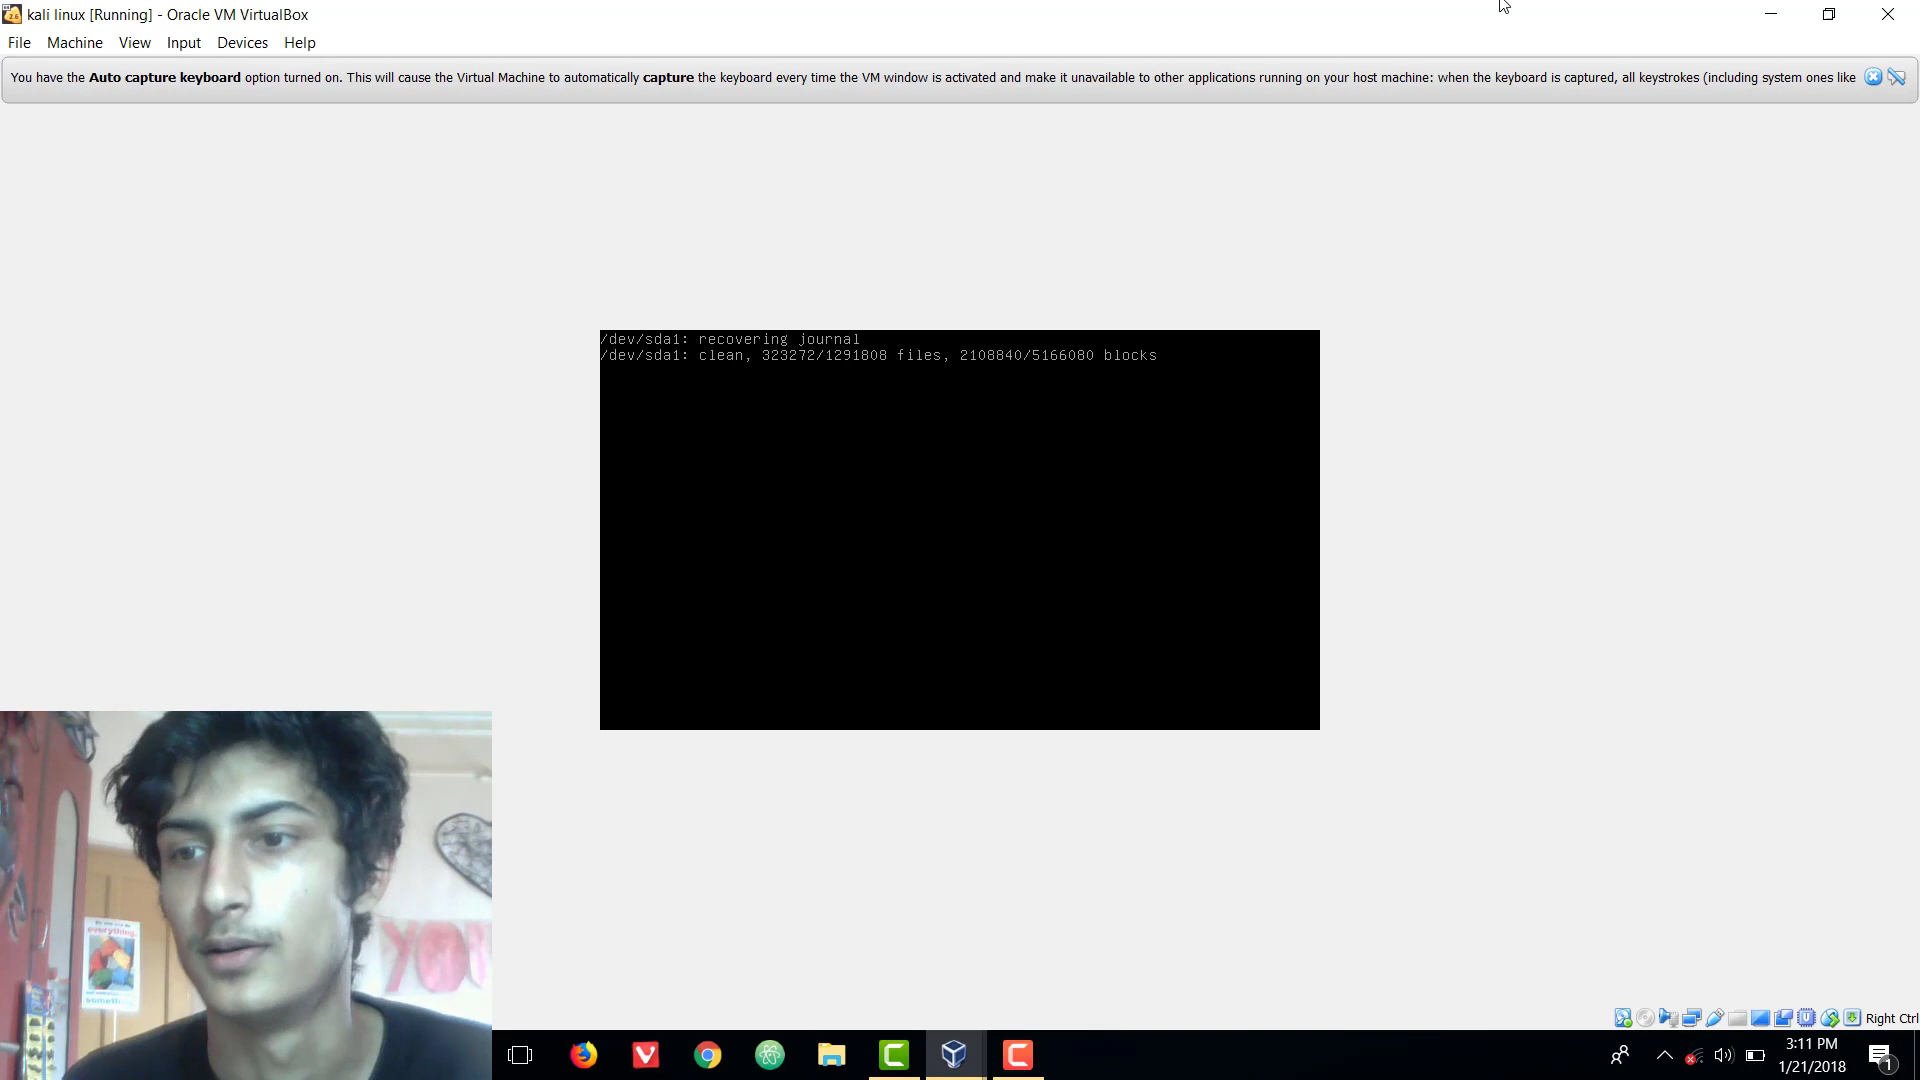 kali linux [Running] - Oracle VM VirtualBox
File Machine View Input Devices Help
You have the Auto capture keyboard option turned on. This will cause the Virtual Machine to automatically capture the keyboard every time the VM window is activated and make it unavailable to other applications running on your host machine: when the keyboard is captured, all keystrokes (including system ones like
/dev/sda1: recovering journal
/dev/sda1: clean, 323272/1291808 files, 2108840/5166080 blocks
everything.
something
YOU
Right Ctrl
3:11 PM
1/21/2018
1